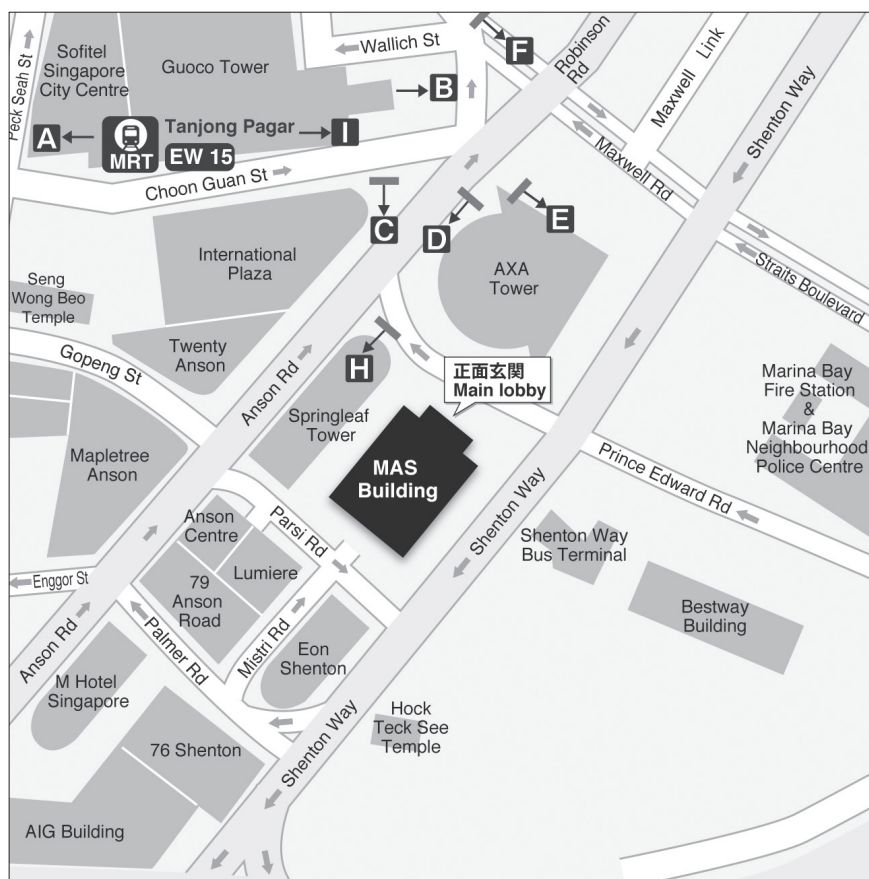 Peck Seah St
Sofitel
Singapore
City Centre
Guoco Tower
Wallich St
F
Robinson
Rd
Maxwell Link
Shenton Way
B
A
MRT
Tanjong Pagar
EW 15
I
Choon Guan St
Maxwell Rd
C
D
E
International
Plaza
AXA
Tower
Straits Boulevard
Seng
Wong Beo
Temple
Gopeng St
Twenty
Anson
Anson Rd
H
正面玄関
Main lobby
Springleaf
Tower
Marina Bay
Fire Station
&
Marina Bay
Neighbourhood
Police Centre
Mapletree
Anson
MAS
Building
Prince Edward Rd
Shenton Way
Anson
Centre
Parsi Rd
Shenton Way
Bus Terminal
Enggor St
79
Anson
Road
Lumiere
Bestway
Building
Anson Rd
Palmer Rd
Mistri Rd
Eon
Shenton
M Hotel
Singapore
Hock
Teck See
Temple
76 Shenton
Shenton Way
AIG Building